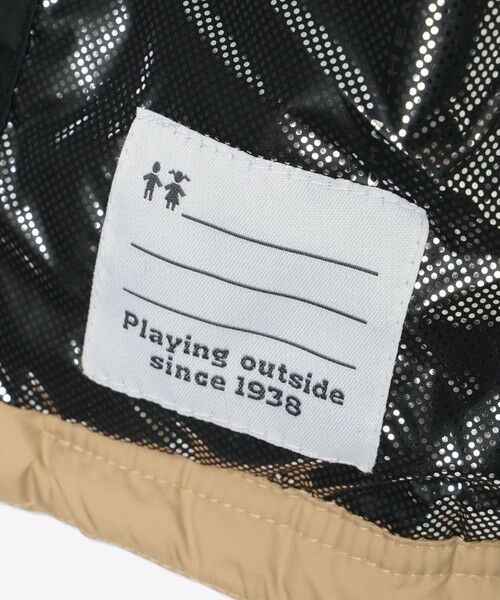 Playing outside
since 1938